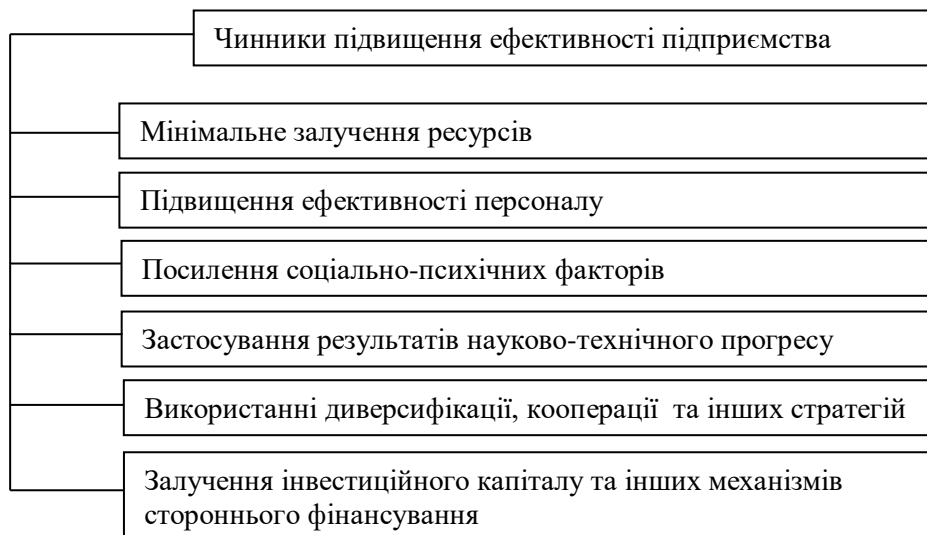 Чинники підвищення ефективності підприємства
Мінімальне залучення ресурсів
Підвищення ефективності персоналу
Посилення соціально-психічних факторів
Застосування результатів науково-технічного прогресу
Використанні диверсифікації, кооперації та інших стратегій
Залучення інвестиційного капіталу та інших механізмів
стороннього фінансування